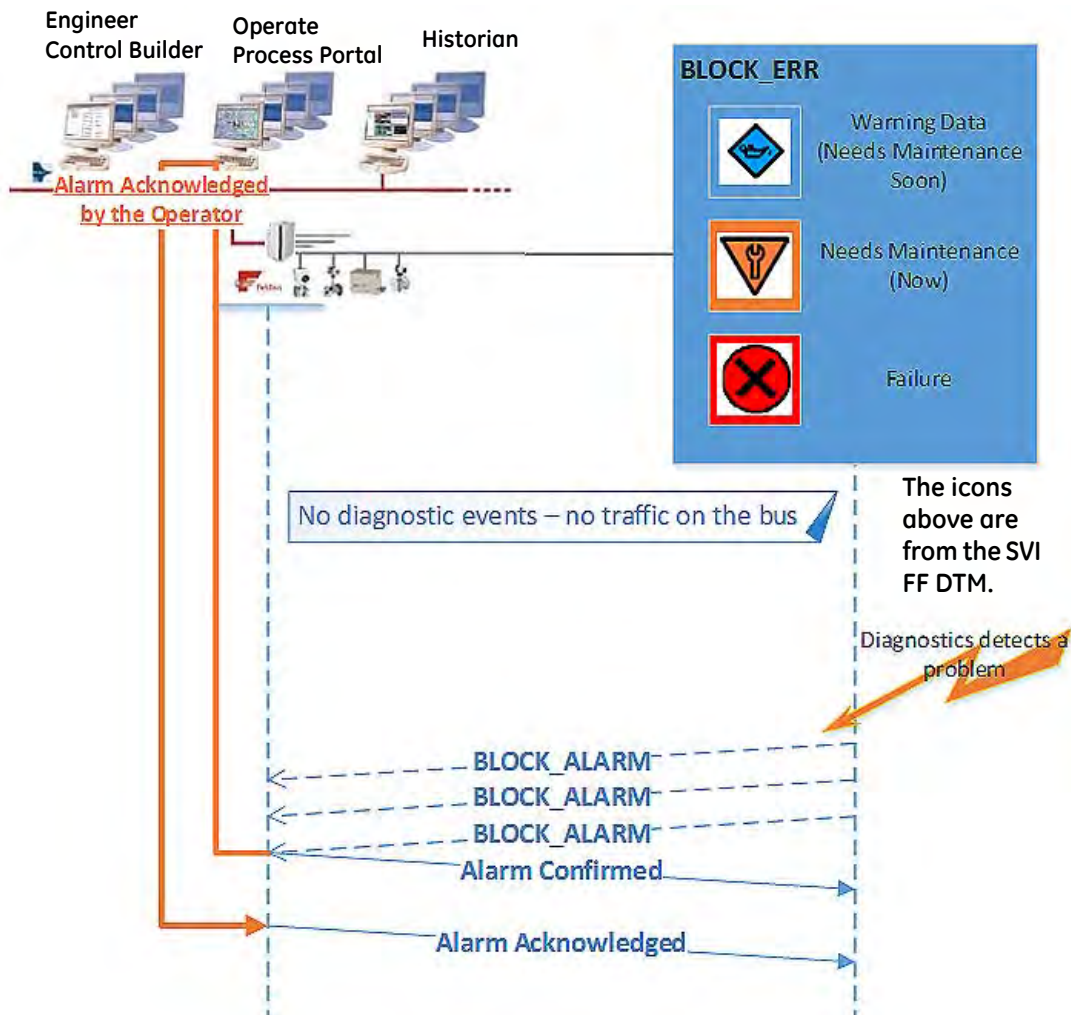 Engineer
Control Builder
Operate
Process Portal
Historian
BLOCK_ERR
Warning Data
(Needs Maintenance
Soon)
Alarm Acknowledged
by the Operator
Needs Maintenance
(Now)
Failure
No diagnostic events – no traffic on the bus
The icons
above are
from the SVI
FF DTM.
Diagnostics detects a
problem
BLOCK_ALARM
BLOCK_ALARM
BLOCK_ALARM
Alarm Confirmed
Alarm Acknowledged